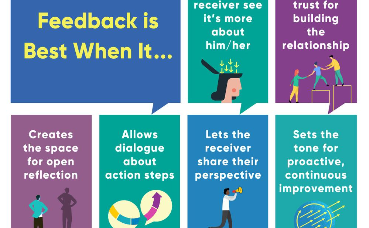 Feedback is
Best When It...
receiver see
it's more
about
him/her
trust for
building
the
relationship
Creates
the space
for open
reflection
Allows
dialogue
about
action steps
Lets the
receiver
share their
perspective
Sets the
tone for
proactive,
continuous
improvement